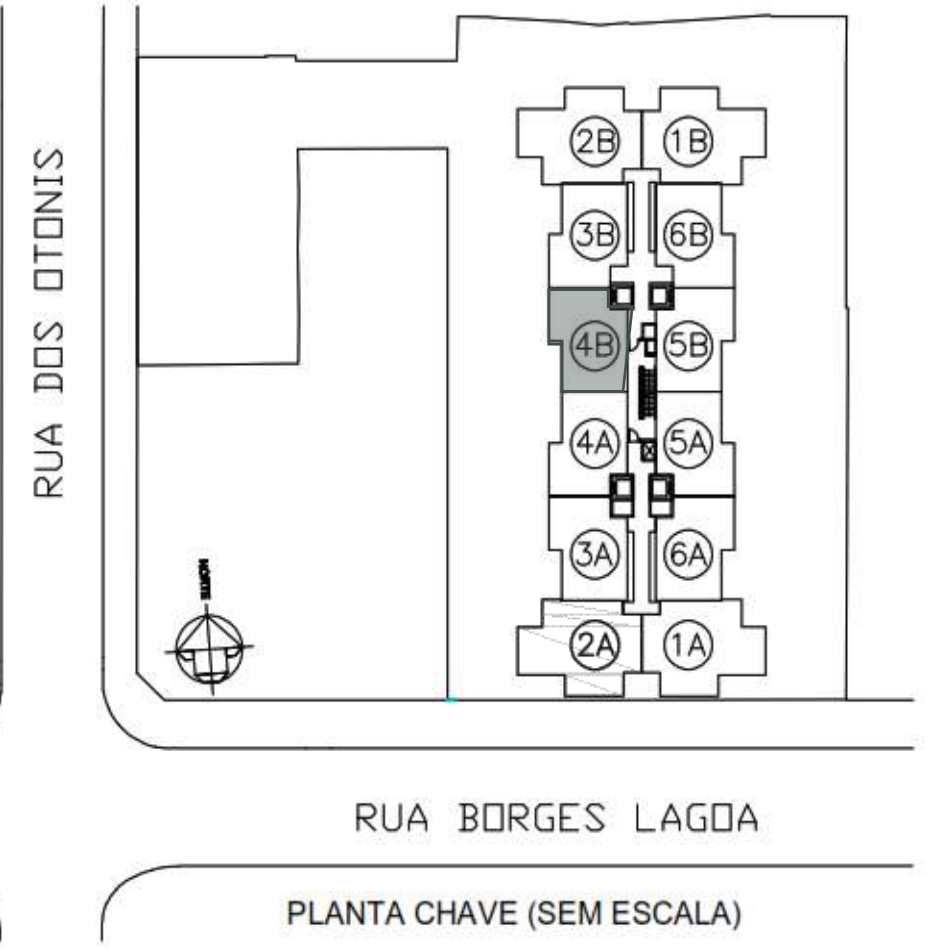 RUA DOS OTONIS
2B 1B
3B 6B
4B 5B
4A 5A
3A 6A
2A 1A
NORTE
RUA BORGES LAGOA
PLANTA CHAVE (SEM ESCALA)